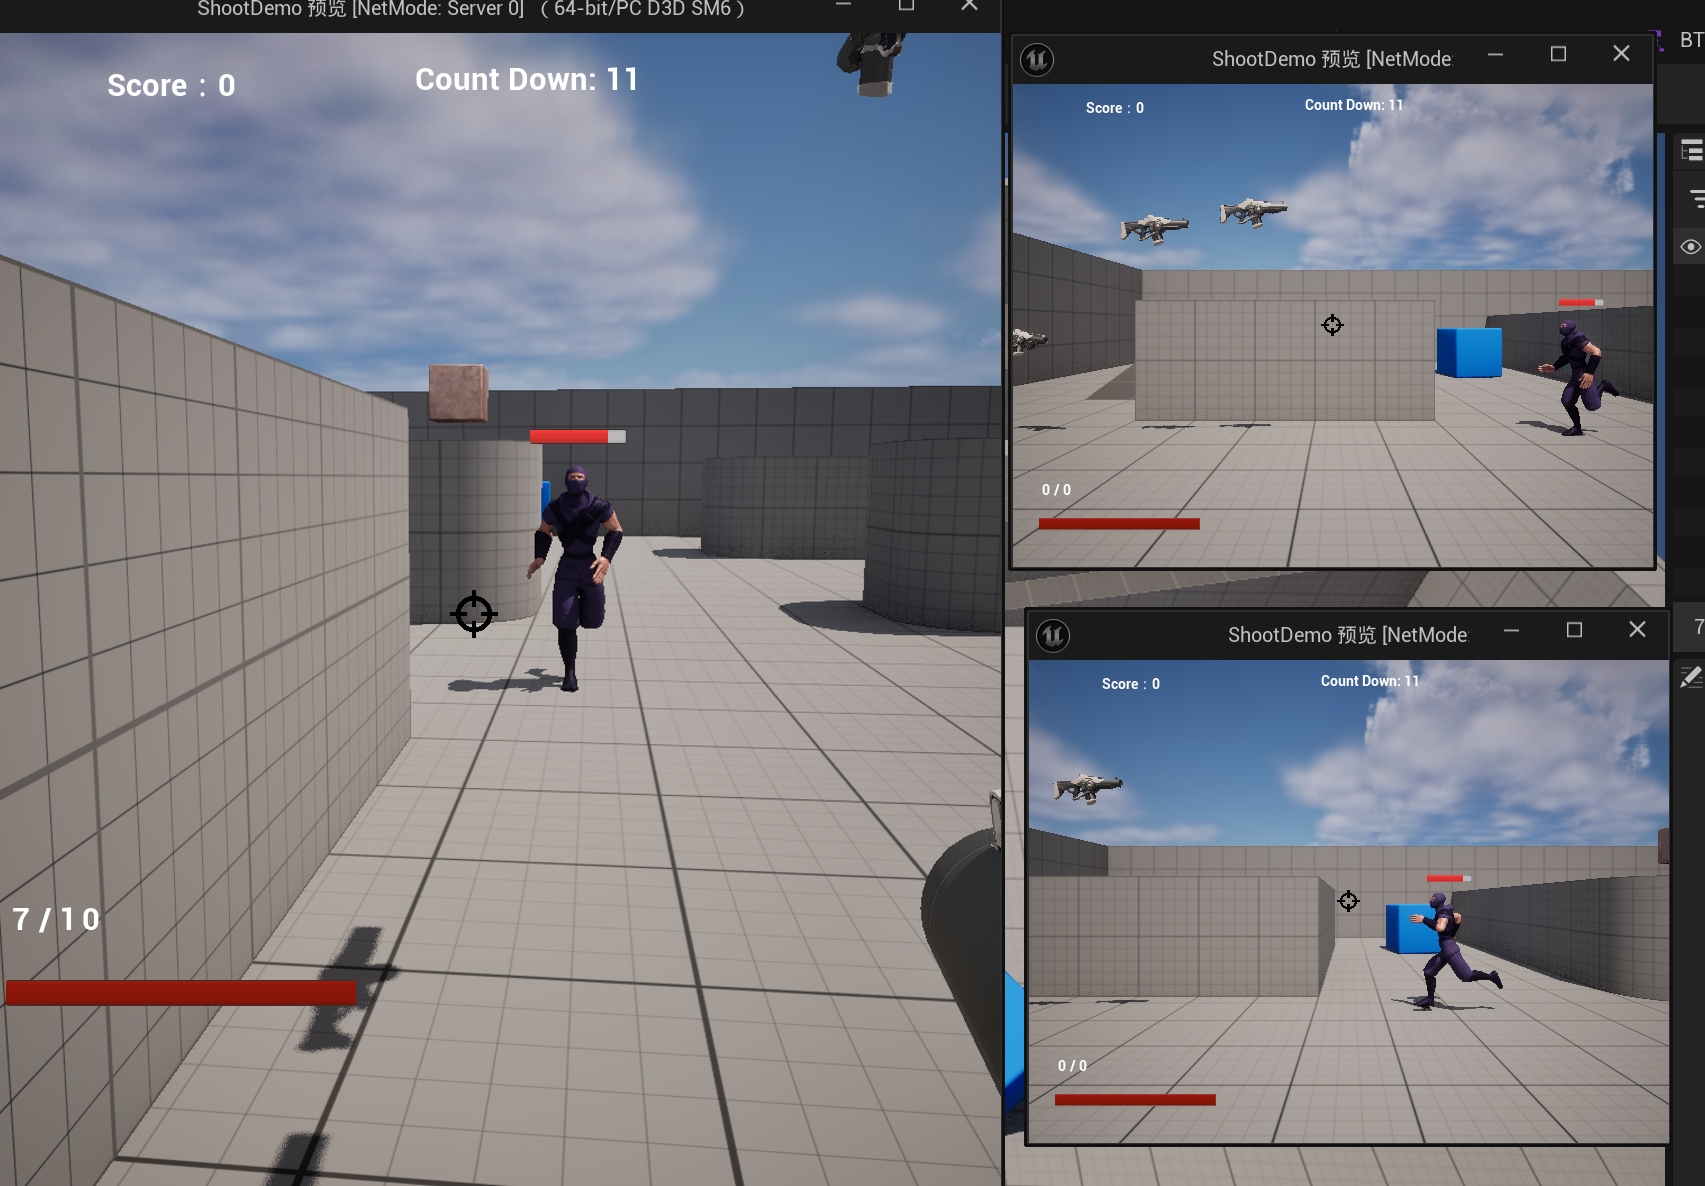 ShootDemo 预览 [NetMode: Server 0] （64-bit/PC D3D SM6）
Score : 0
Count Down: 11
7 / 10
BT
ShootDemo 预览 [NetMode
Score : 0
Count Down: 11
0 / 0
7
ShootDemo 预览 [NetMode:
Score : 0
Count Down: 11
0 / 0